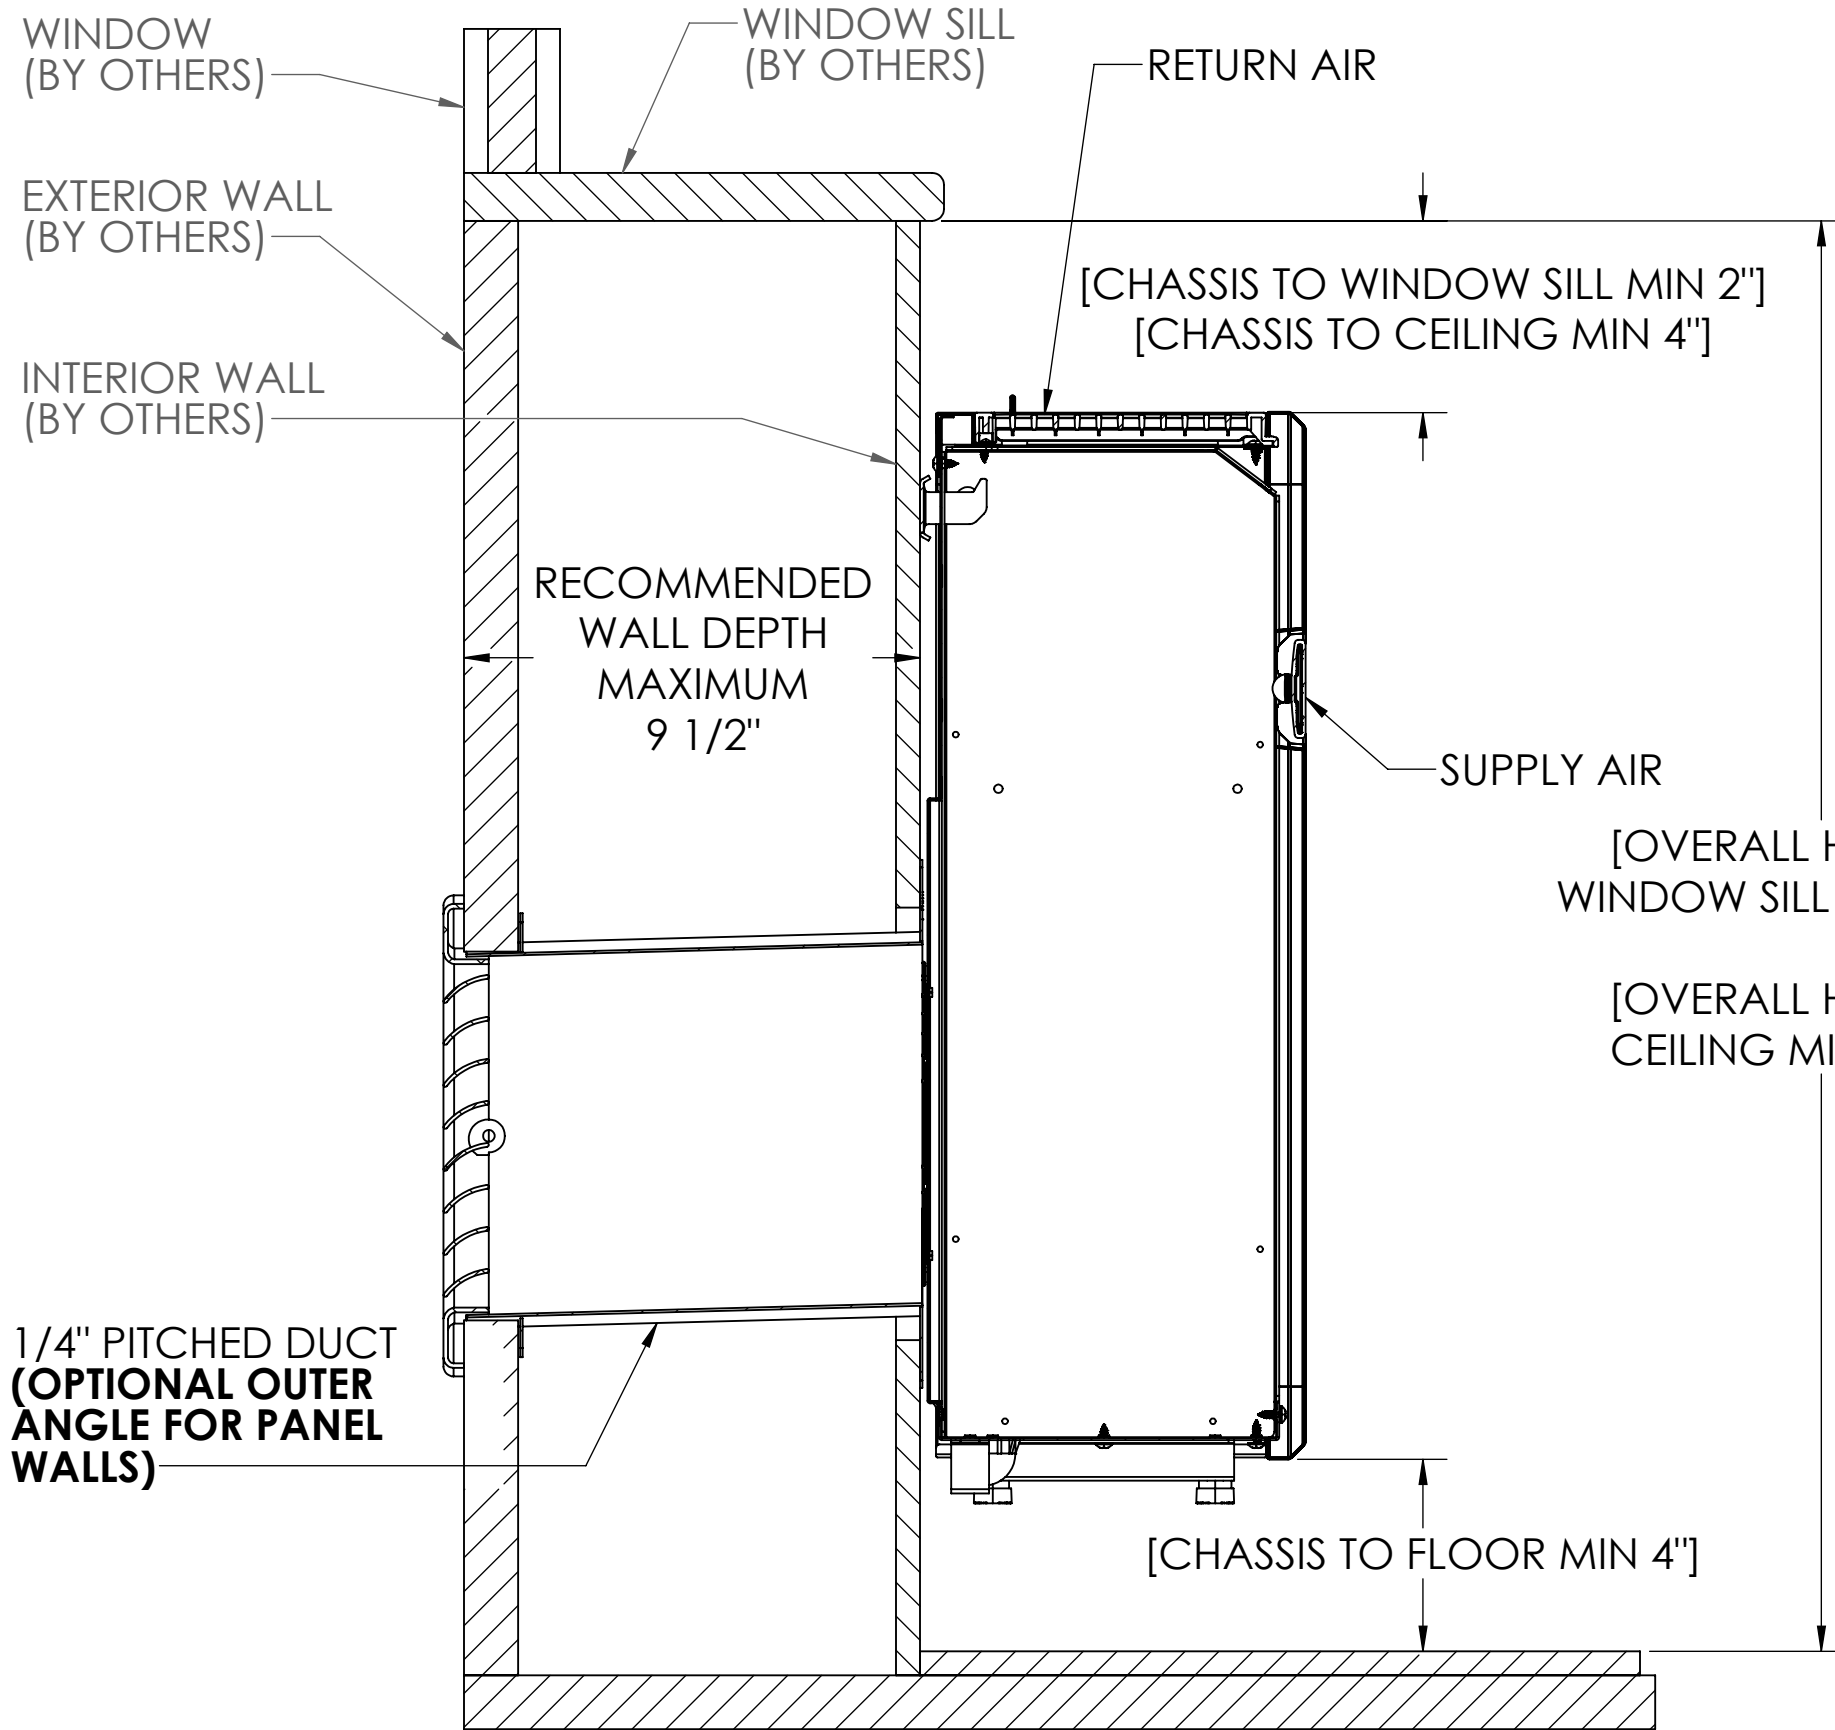 WINDOW
(BY OTHERS)
WINDOW SILL
(BY OTHERS)
RETURN AIR
EXTERIOR WALL
(BY OTHERS)
[CHASSIS TO WINDOW SILL MIN 2"]
[CHASSIS TO CEILING MIN 4"]
INTERIOR WALL
(BY OTHERS)
RECOMMENDED
WALL DEPTH
MAXIMUM
9 1/2"
SUPPLY AIR
[OVERALL
WINDOW SILL
[OVERALL
CEILING
1/4" PITCHED DUCT
(OPTIONAL OUTER
ANGLE FOR PANEL
WALLS)
[CHASSIS TO FLOOR MIN 4"]